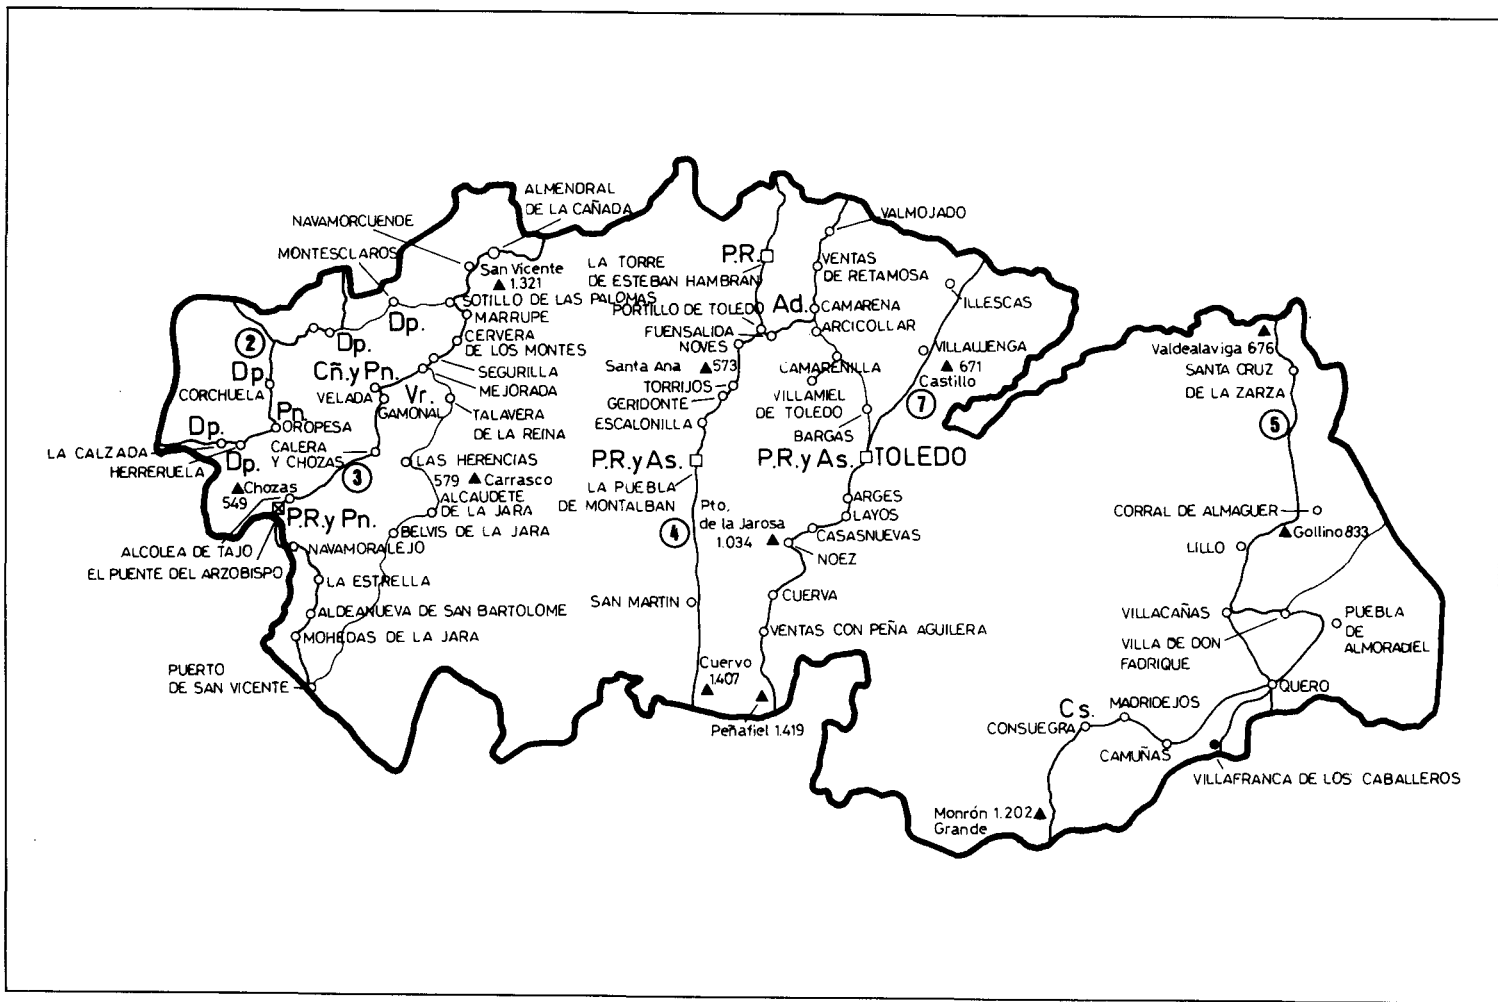 ALMENDRAL
DE LA CAÑADA
NAVAMORCUENDE
MONTESCLAROS
San Vicente
1.321
SOTILLO DE LAS PALOMAS
MARRUPE
CERVERA
DE LOS MONTES
SEGURILLA
MEJORADA
Dp.
Dp.
2
Dp.
CORCHUELA
Cñ.y Pn.
VELADA
GAMONAL
Vr.
TALAVERA
DE LA REINA
Pn.
OROPESA
Dp.
LA CALZADA
HERRERUELA
Dp.
CALERA
Y CHOZAS
3
Chozas
549
P.R.y Pn.
LAS HERENCIAS
579
Carrasco
ALCAUDETE
DE LA JARA
BELVIS DE LA JARA
ALCOLEA DE TAJO
EL PUENTE DEL ARZOBISPO
NAVAMORALEJO
LA ESTRELLA
ALDEANUEVA DE SAN BARTOLOME
MOHEDAS DE LA JARA
PUERTO
DE SAN VICENTE
P.R.
LA TORRE
DE ESTEBAN HAMBRAN
PORTILLO DE TOLEDO
FUENSALIDA
NOVES
Santa Ana
573
TORRIJOS
GERIDONTE
ESCALONILLA
P.R.y As.
LA PUEBLA
DE MONTALBAN
4
SAN MARTIN
Cuervo
1.407
Peñafiel 1.419
VALMOJADO
VENTAS
DE RETAMOSA
Ad.
CAMARENA
ARCICOLLAR
CAMARENILLA
VILLAMIEL
DE TOLEDO
BARGAS
ILLESCAS
VILLALUENGA
671
Castillo
7
P.R.y As.
TOLEDO
ARGES
LAYOS
CASASNUEVAS
NOEZ
Pto.
de la Jarosa
1.034
CUERVA
VENTAS CON PEÑA AGUILERA
Valdealaviga 676
SANTA CRUZ
DE LA ZARZA
5
CORRAL DE ALMAGUER
Gollino 833
LILLO
VILLACAÑAS
VILLA DE DON
FADRIQUE
PUEBLA
DE
ALMORADIEL
QUERO
MADRIDEJOS
Cs.
CONSUEGRA
CAMUÑAS
VILLAFRANCA DE LOS CABALLEROS
Monrón 1.202
Grande